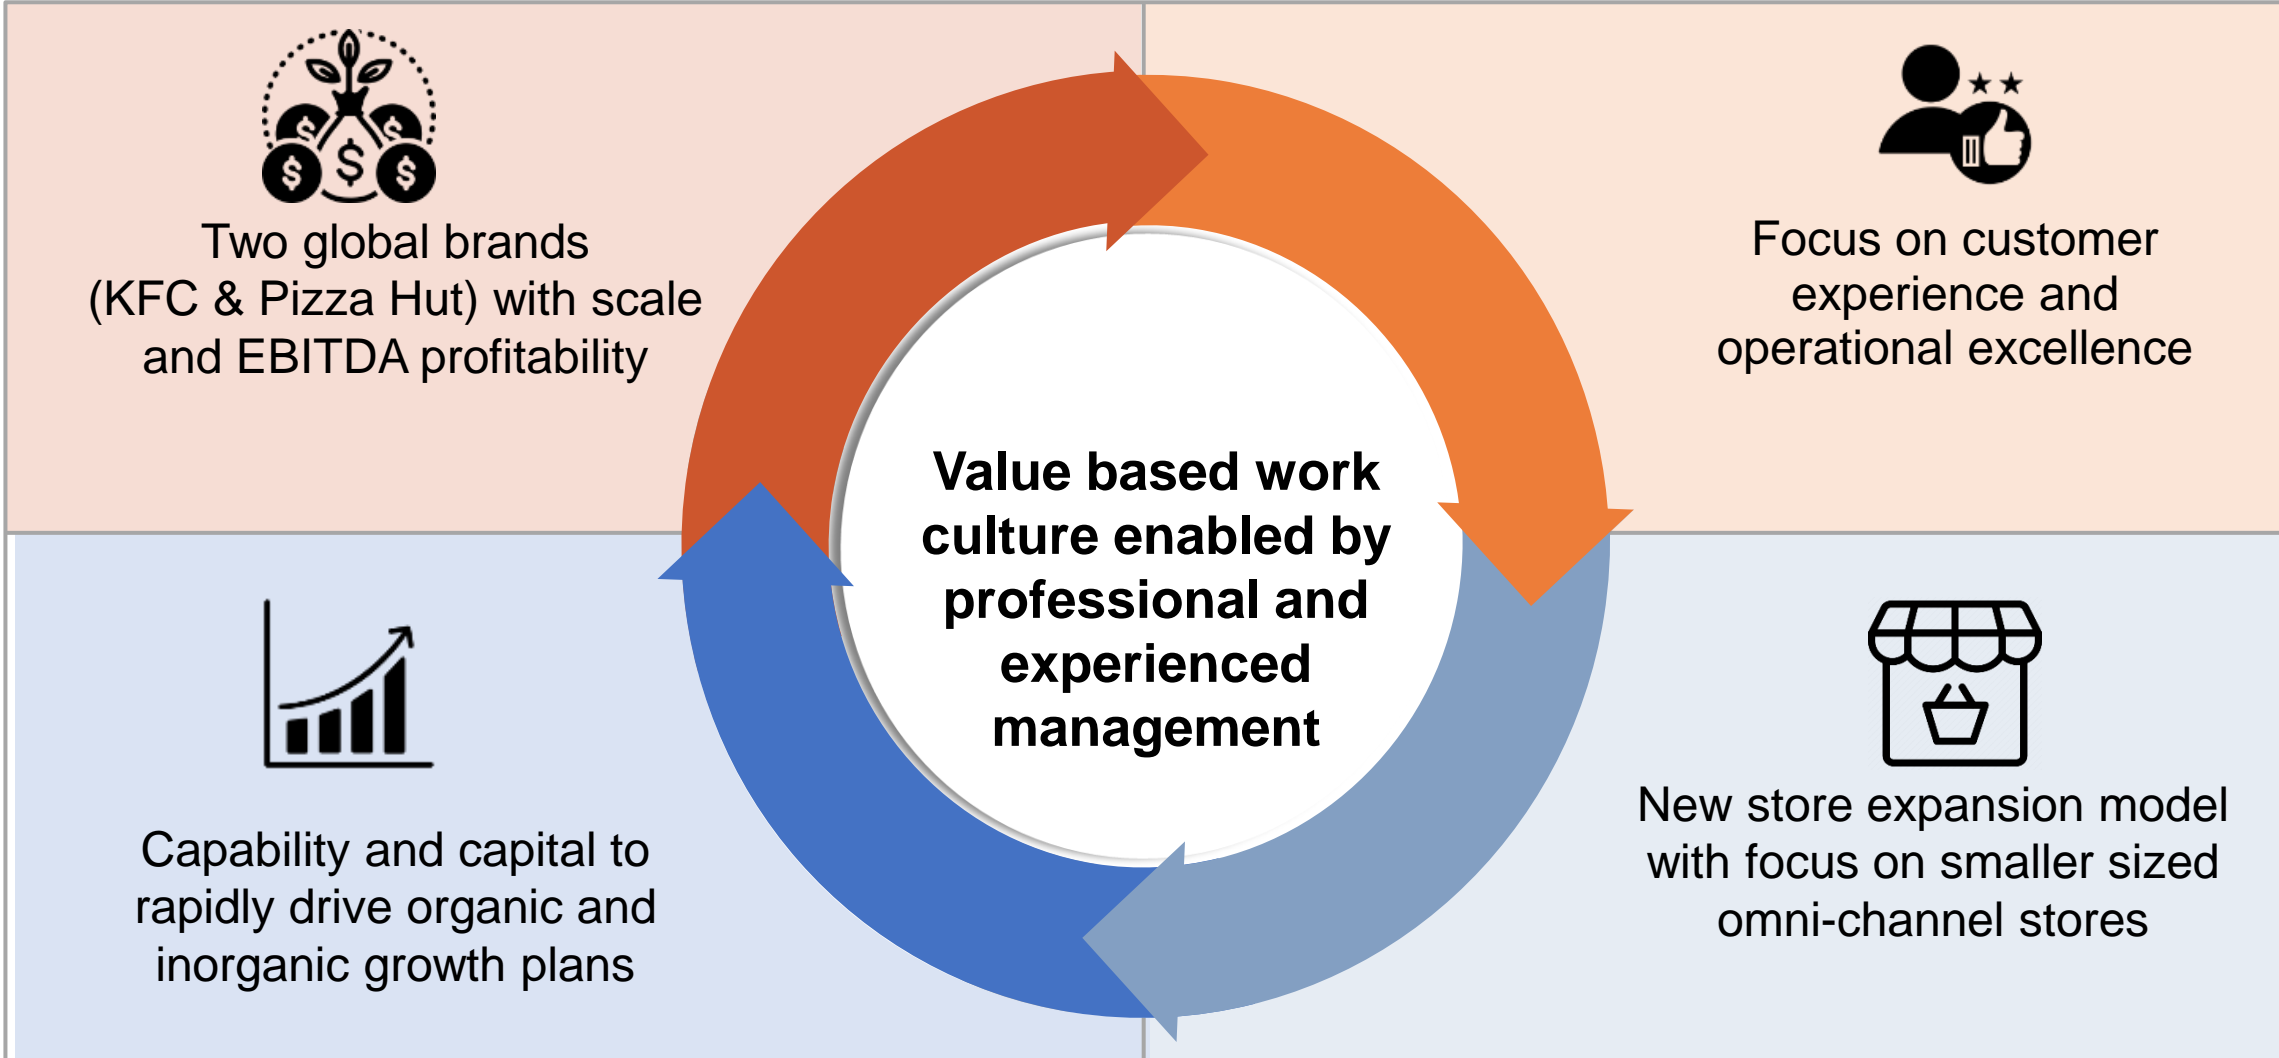 Two global brands
(KFC & Pizza Hut) with scale
and EBITDA profitability
Focus on customer
experience and
operational excellence
Value based work
culture enabled by
professional and
experienced
management
Capability and capital to
rapidly drive organic and
inorganic growth plans
New store expansion model
with focus on smaller sized
omni-channel stores
$
$
$
$
$